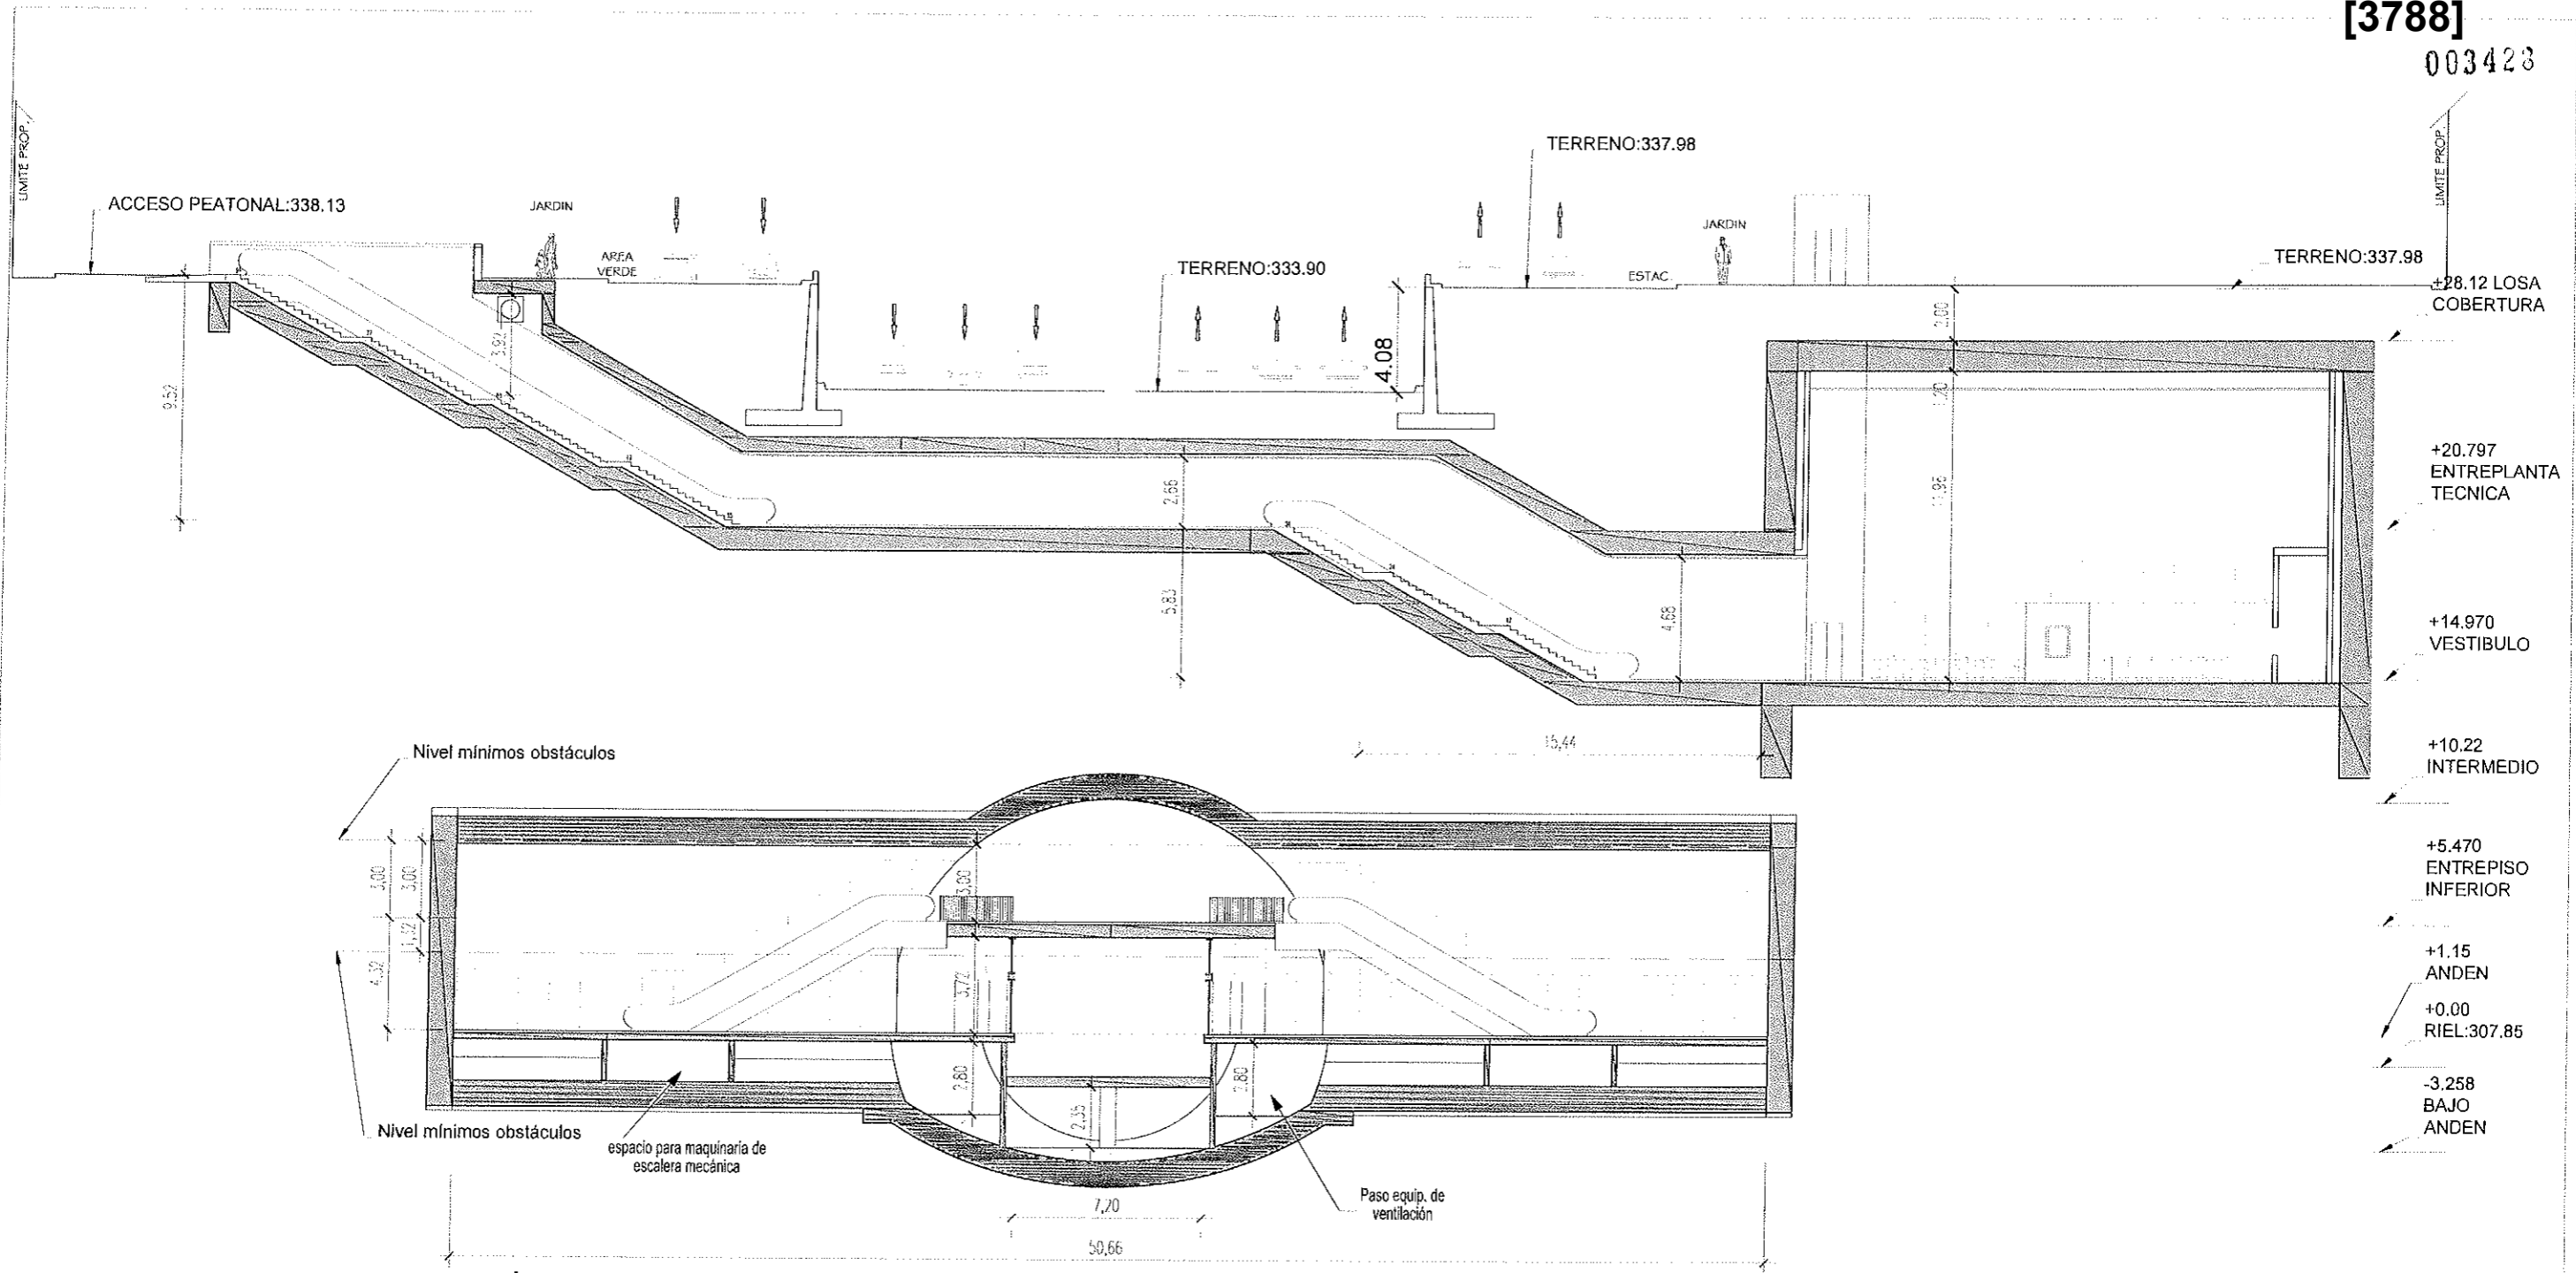 [3788]
003428
LIMITE PROP.
ACCESO PEATONAL:338.13
JARDIN
AREA
VERDE
TERRENO:333.90
TERRENO:337.98
ESTAC.
JARDIN
LIMITE PROP.
TERRENO:337.98
+28.12 LOSA
COBERTURA
+20.797
ENTREPLANTA
TECNICA
+14.970
VESTIBULO
+10.22
INTERMEDIO
+5.470
ENTREPISO
INFERIOR
+1.15
ANDEN
+0.00
RIEL:307.85
-3.258
BAJO
ANDEN
9.52
3.92
4.08
2,66
5,83
4,68
2,00
1,20
15,44
Nivel mínimos obstáculos
3,00
3,00
1,32
4,32
3,00
3,72
2,80
2,35
2,80
Nivel mínimos obstáculos
espacio para maquinaria de
escalera mecánica
Paso equip. de
ventilación
7,20
50,66